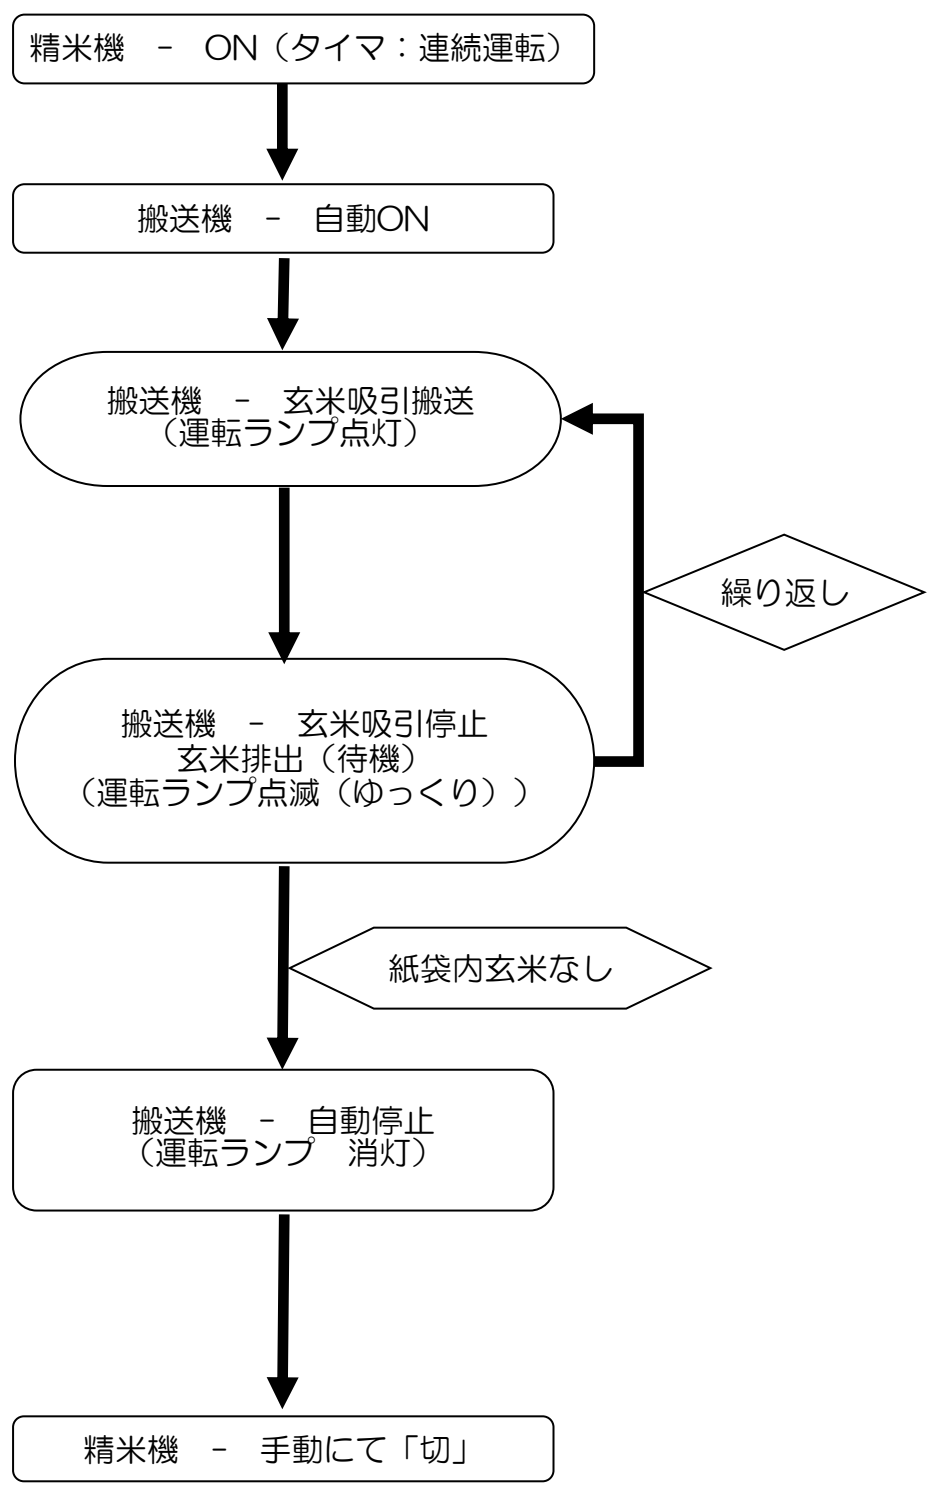 精米機　-　ON（タイマ：連続運転）
搬送機　-　自動ON
搬送機　-　玄米吸引搬送
（運転ランプ点灯）
繰り返し
搬送機　-　玄米吸引停止
玄米排出（待機）
（運転ランプ点滅（ゆっくり））
紙袋内玄米なし
搬送機　-　自動停止
（運転ランプ　消灯）
精米機　-　手動にて「切」